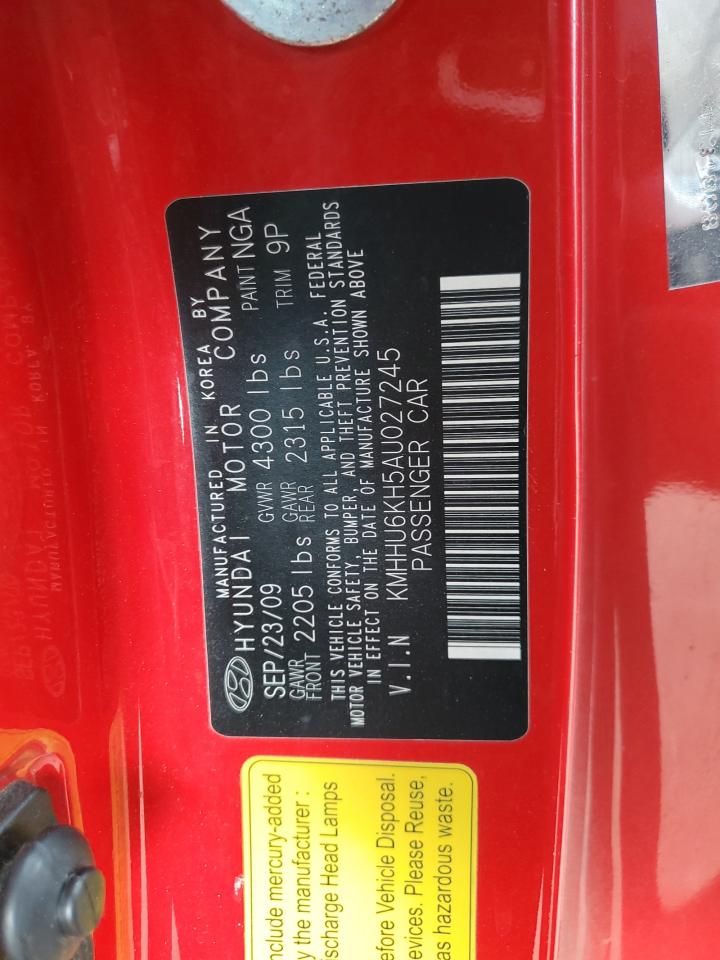 MANUFACTURED IN KOREA BY
HYUNDAI MOTOR COMPANY
SEP/23/09 GVWR 4300 lbs PAINT NGA
GAWR FRONT 2205 lbs GAWR REAR 2315 lbs TRIM 9P
THIS VEHICLE CONFORMS TO ALL APPLICABLE U.S.A. FEDERAL
MOTOR VEHICLE SAFETY, BUMPER, AND THEFT PREVENTION STANDARDS
IN EFFECT ON THE DATE OF MANUFACTURE SHOWN ABOVE
V.I.N KMHHU6KH5AU027245
PASSENGER CAR
nclude mercury-added
y the manufacturer :
ischarge Head Lamps
efore Vehicle Disposal.
evices. Please Reuse,
as hazardous waste.